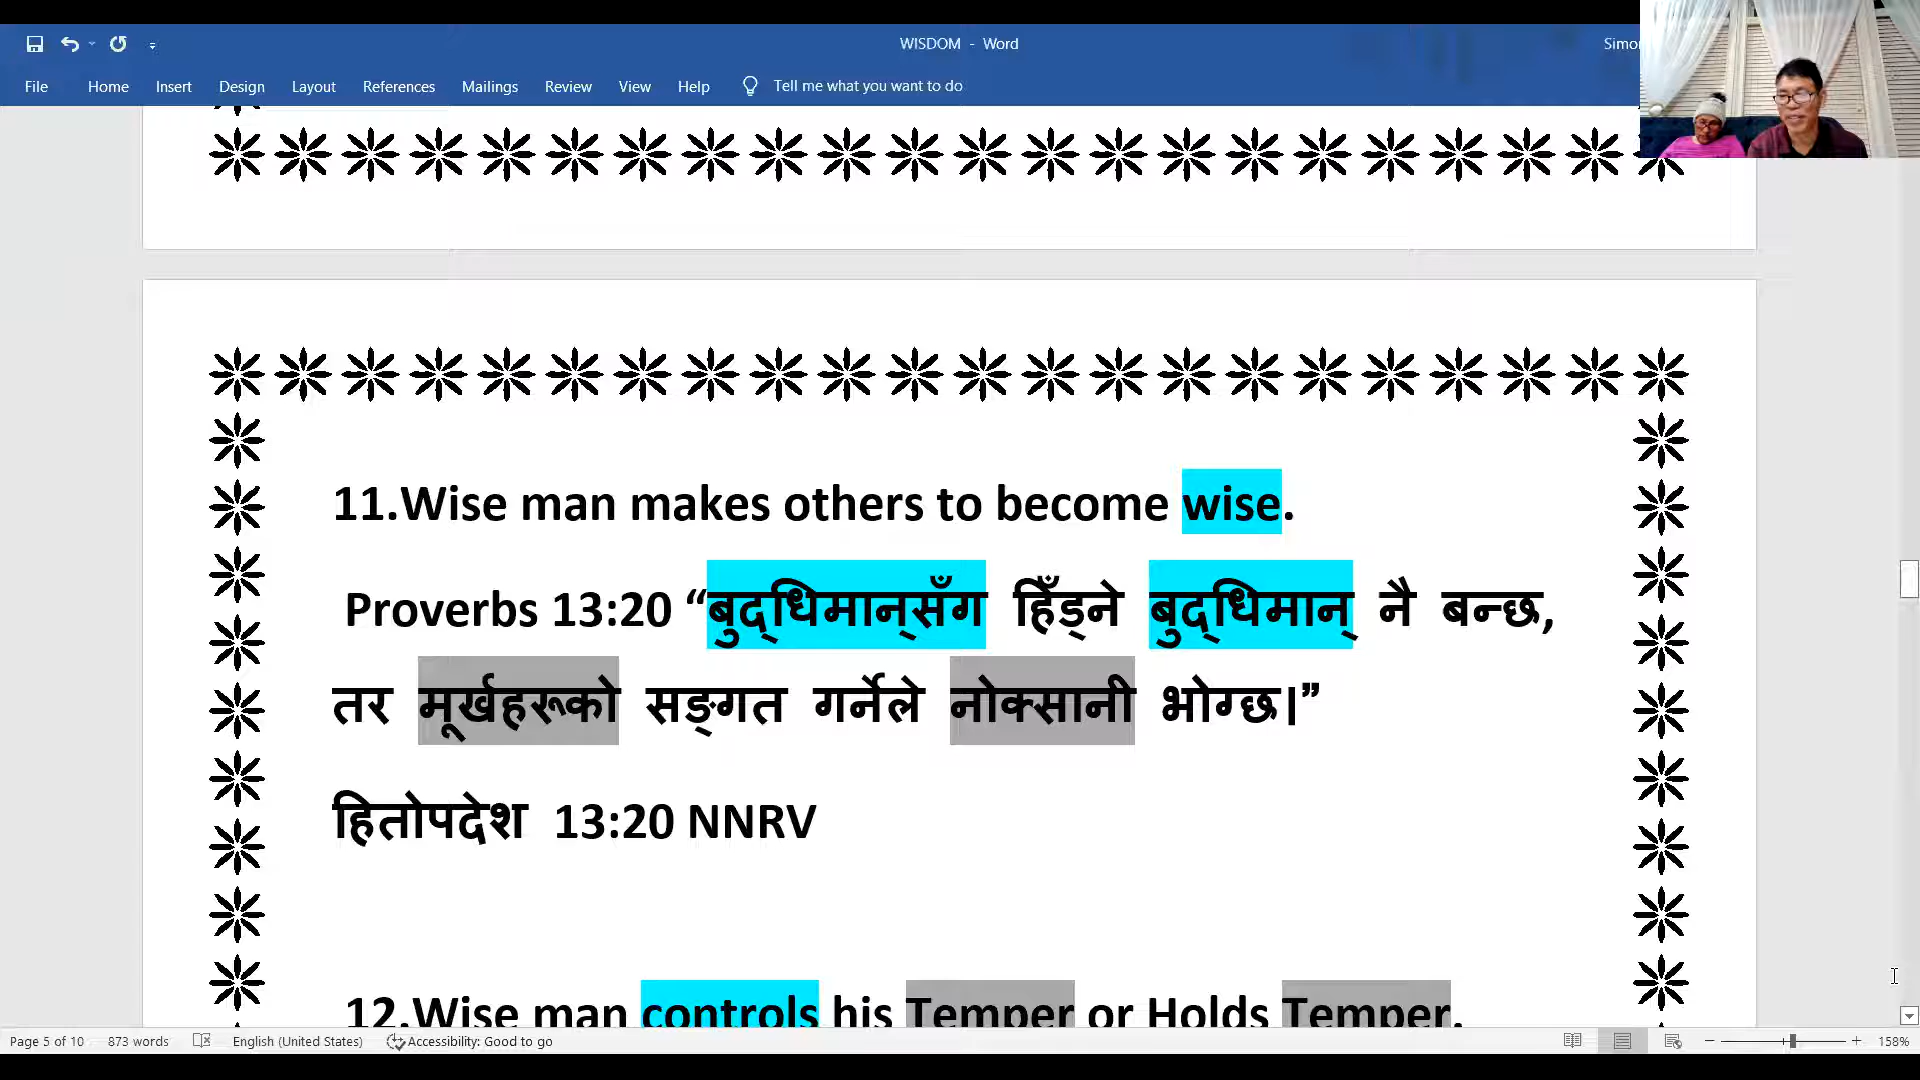 WISDOM - Word
File Home Insert Design Layout References Mailings Review View Help Tell me what you want to do
11.Wise man makes others to become wise.
Proverbs 13:20 “बुद्‌धिमान्‌सँग हिँड्‌ने बुद्‌धिमान्‌ नै बन्छ,
तर मूर्खहरूको सङ्‌गत गर्नेले नोक्सानी भोग्छ।”
हितोपदेश 13:20 NNRV
12.Wise man controls his Temper or Holds Temper.
Page 5 of 10 873 words English (United States) Accessibility: Good to go 158%